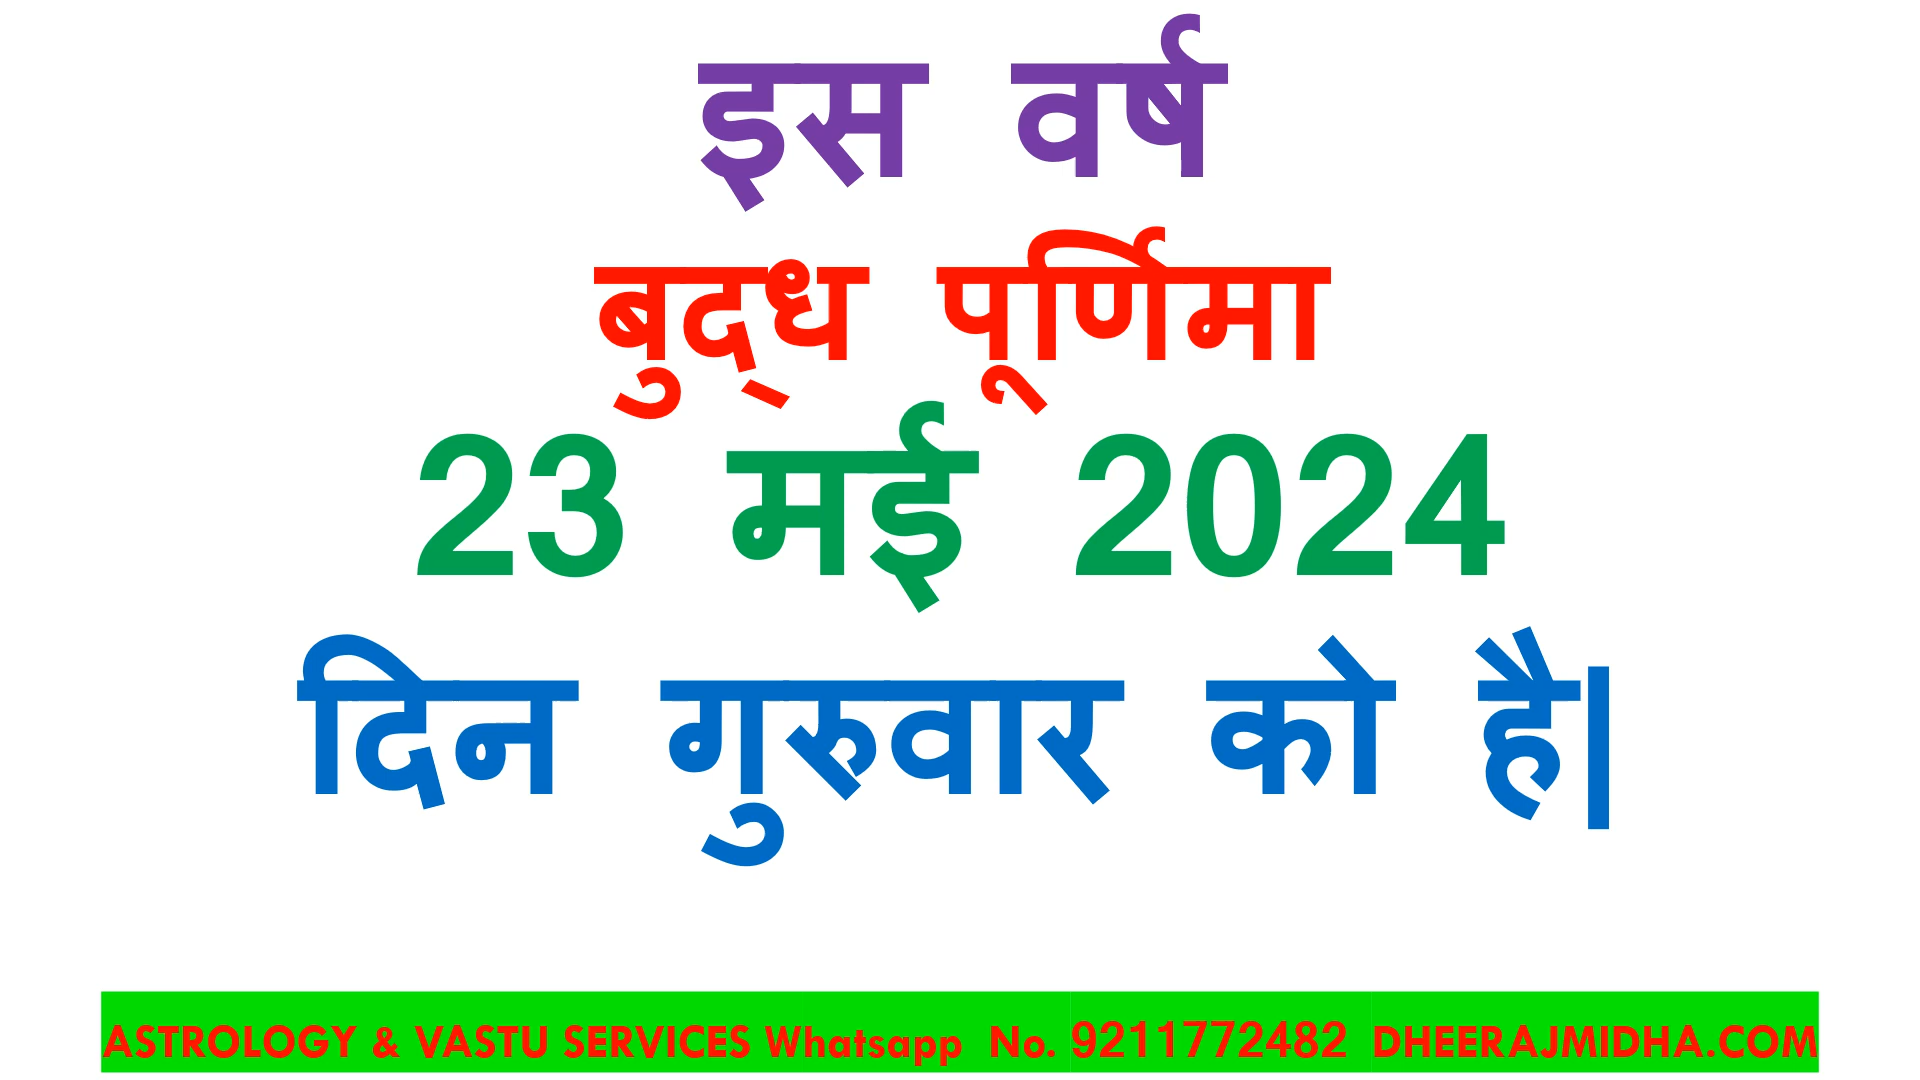 इस वर्ष
बुद्‌ध पूर्णिमा
23 मई 2024
दिन गुरुवार को है|
ASTROLOGY & VASTU SERVICES Whatsapp No. 9211772482 DHEERAJMIDHA.COM